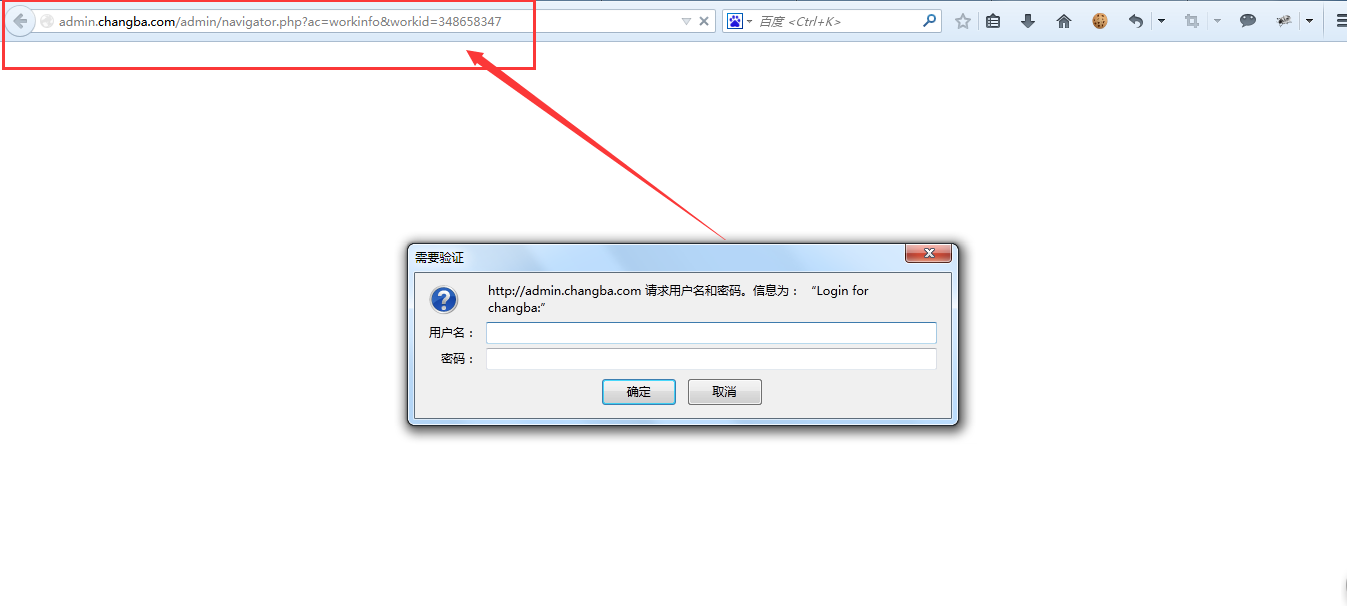 admin.changba.com/admin/navigator.php?ac=workinfo&workid=348658347
百度 <Ctrl+K>
需要验证
http://admin.changba.com 请求用户名和密码。信息为： “Login for
changba:”
用户名：
密码：
确定
取消